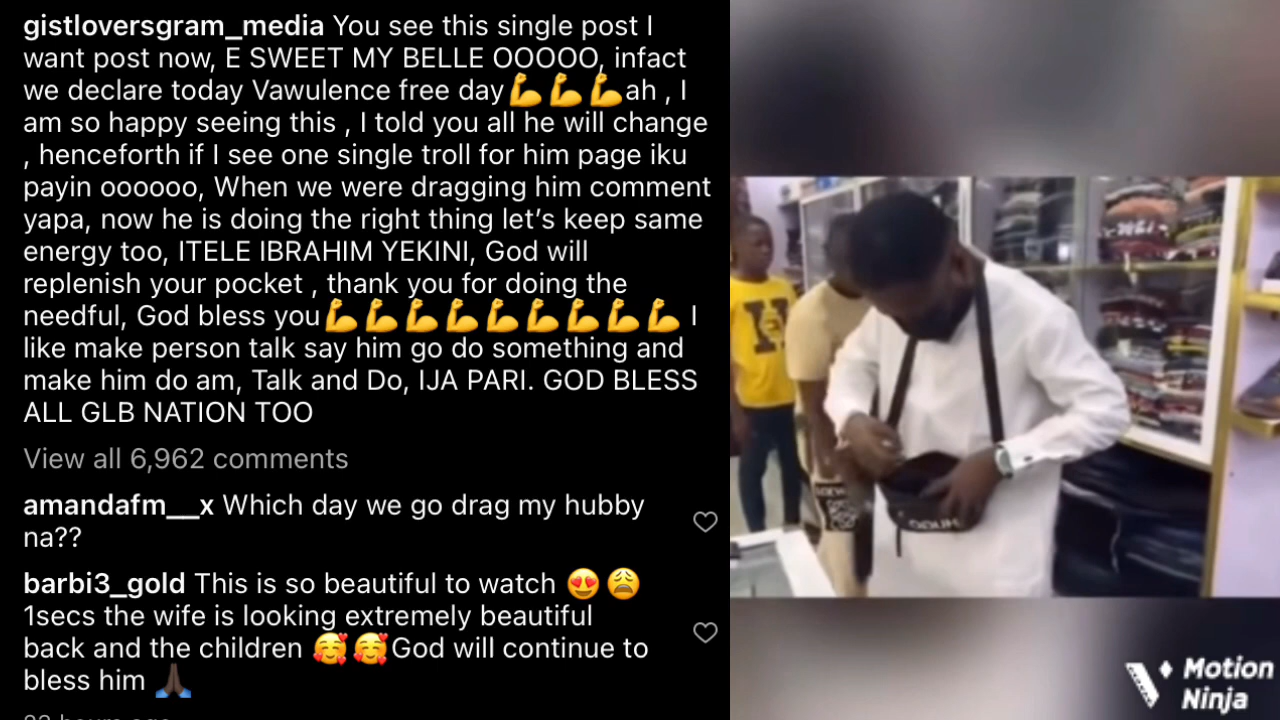 gistloversgram_media You see this single post I
want post now, E SWEET MY BELLE OOOOO, infact
we declare today Vawulence free day💪💪💪ah , I
am so happy seeing this , I told you all he will change
, henceforth if I see one single troll for him page iku
payin oooooo, When we were dragging him comment
yapa, now he is doing the right thing let’s keep same
energy too, ITELE IBRAHIM YEKINI, God will
replenish your pocket , thank you for doing the
needful, God bless you💪💪💪💪💪💪💪💪💪 I
like make person talk say him go do something and
make him do am, Talk and Do, IJA PARI. GOD BLESS
ALL GLB NATION TOO
View all 6,962 comments
amandafm__x Which day we go drag my hubby
na??
barbi3_gold This is so beautiful to watch 😍😩
1secs the wife is looking extremely beautiful
back and the children 🥰🥰God will continue to
bless him 🙏🏿
Motion
Ninja